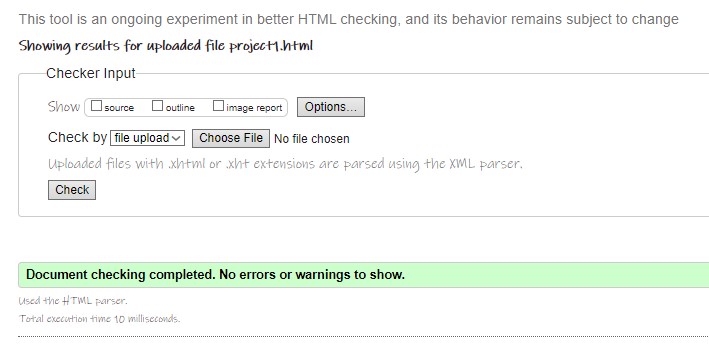 This tool is an ongoing experiment in better HTML checking, and its behavior remains subject to change
Showing results for uploaded file project1.html
Checker Input
Show source outline image report Options...
Check by file upload Choose File No file chosen
Uploaded files with .xhtml or .xht extensions are parsed using the XML parser.
Check
Document checking completed. No errors or warnings to show.
Used the HTML parser.
Total execution time 10 milliseconds.